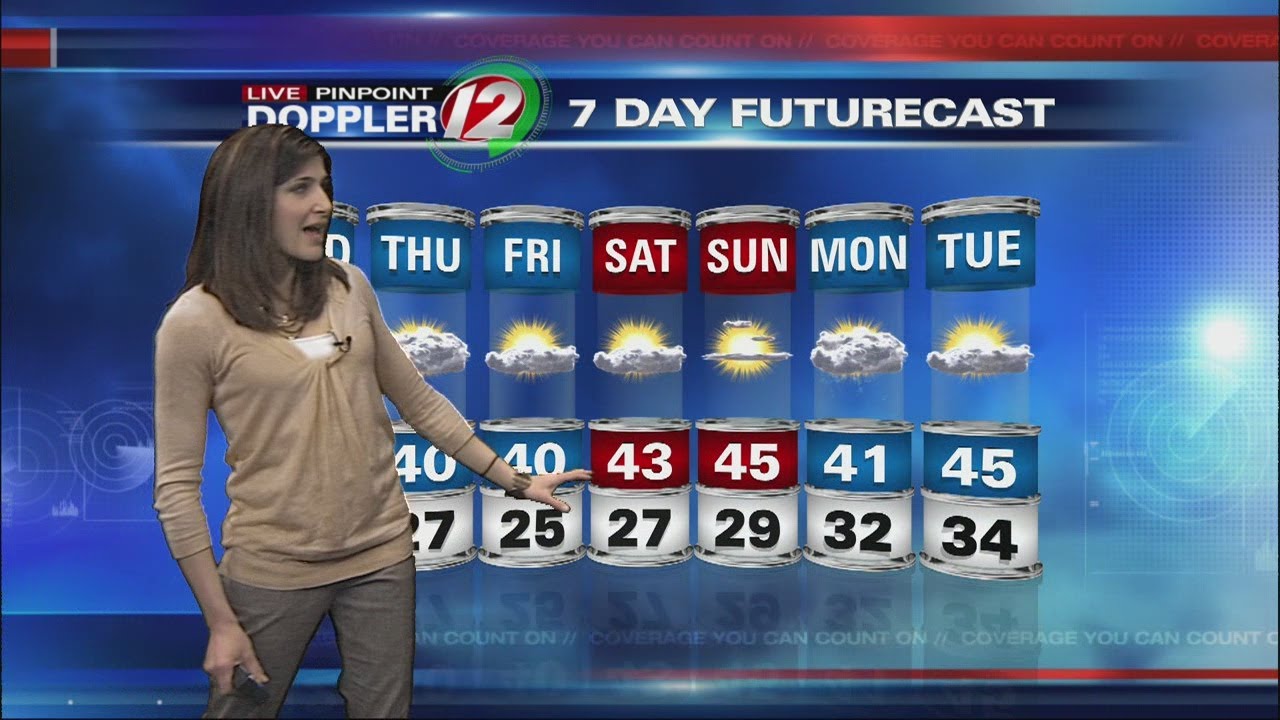 COVERAGE YOU CAN COUNT ON // COVERAGE YOU CAN COUNT ON // COVER
LIVE PINPOINT
DOPPLER 12 7 DAY FUTURECAST
D THU FRI SAT SUN MON TUE
40 40 43 45 41 45
27 25 27 29 32 34
COUNT ON // COVERAGE YOU CAN COUNT ON // COVERAGE YOU CAN COUNT